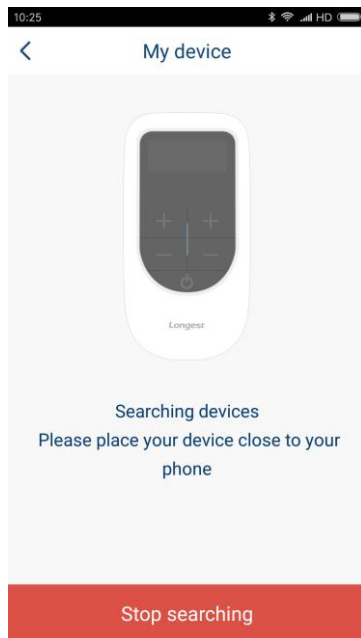 10:25
HD
My device
Longest
Searching devices
Please place your device close to your
phone
Stop searching